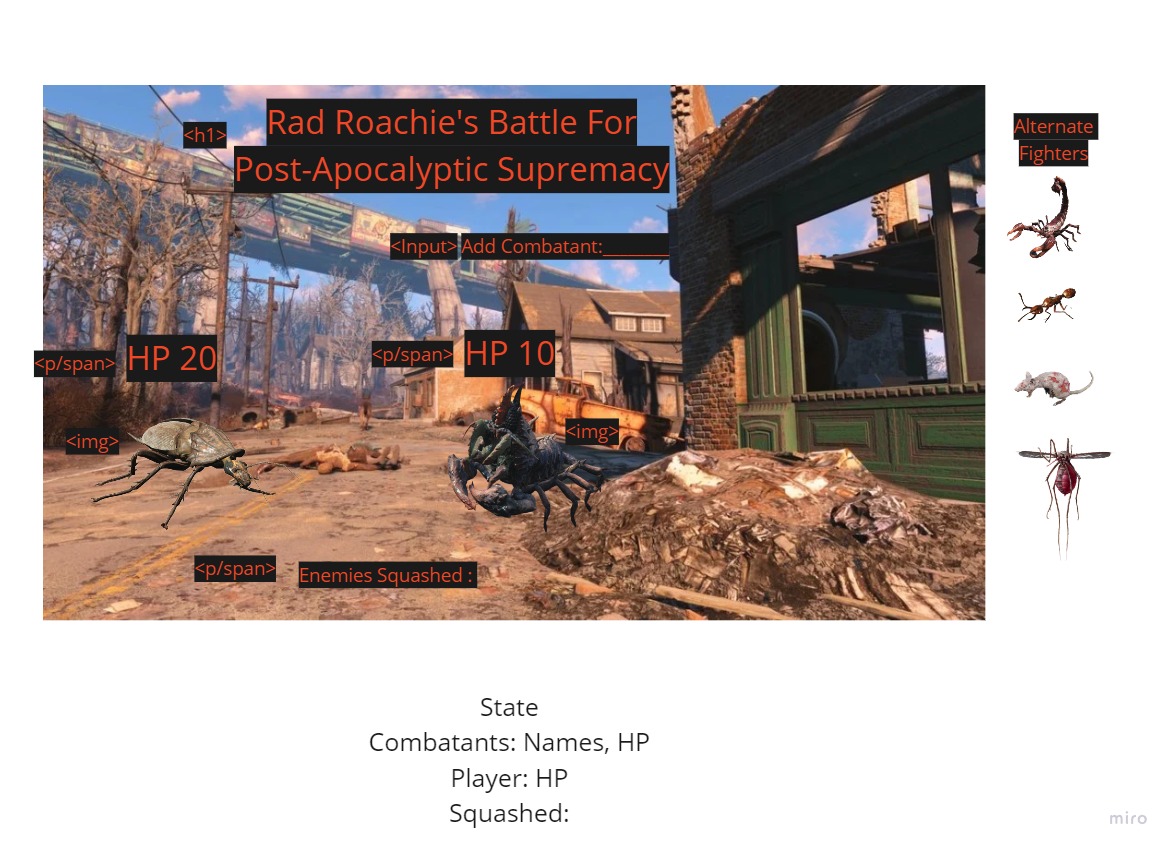 <h1>
Rad Roachie's Battle For
Post-Apocalyptic Supremacy
<Input> Add Combatant:________
<p/span> HP 20
<p/span> HP 10
<img>
<img>
<p/span> Enemies Squashed :
Alternate
Fighters
State
Combatants: Names, HP
Player: HP
Squashed:
miro